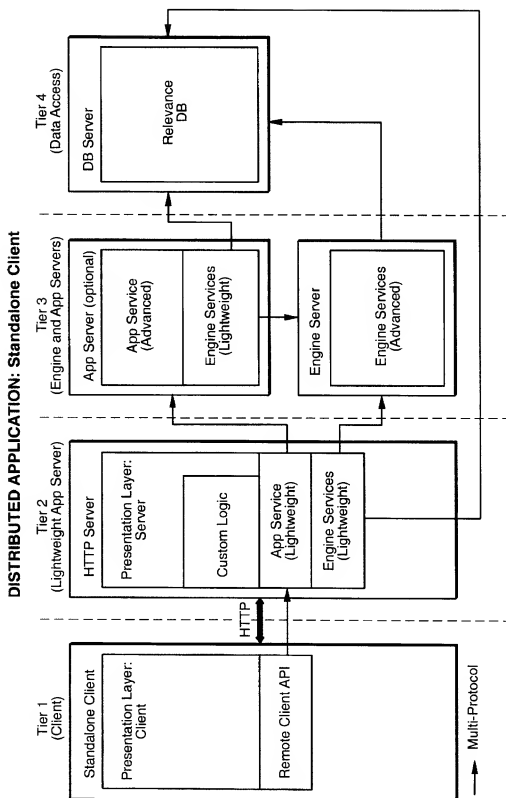 DISTRIBUTED APPLICATION: Standalone Client
Tier 1
(Client)
Standalone Client
Presentation Layer:
Client
Remote Client API
HTTP
Tier 2
(Lightweight App Server)
HTTP Server
Presentation Layer:
Server
Custom Logic
App Service
(Lightweight)
Engine Services
(Lightweight)
Tier 3
(Engine and App Servers)
App Server (optional)
App Service
(Advanced)
Engine Services
(Lightweight)
Engine Server
Engine Services
(Advanced)
Tier 4
(Data Access)
DB Server
Relevance
DB
Multi-Protocol